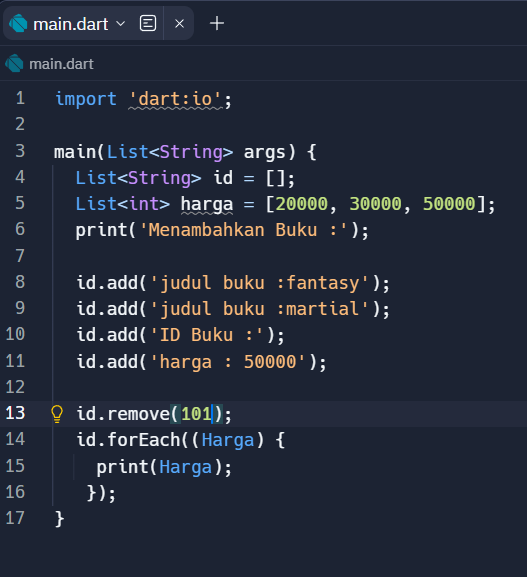 main.dart
main.dart
1 import 'dart:io';
2
3 main(List<String> args) {
4 List<String> id = [];
5 List<int> harga = [20000, 30000, 50000];
6 print('Menambahkan Buku :');
7
8 id.add('judul buku :fantasy');
9 id.add('judul buku :martial');
10 id.add('ID Buku :');
11 id.add('harga : 50000');
12
13 id.remove(101);
14 id.forEach((Harga) {
15 print(Harga);
16 });
17 }